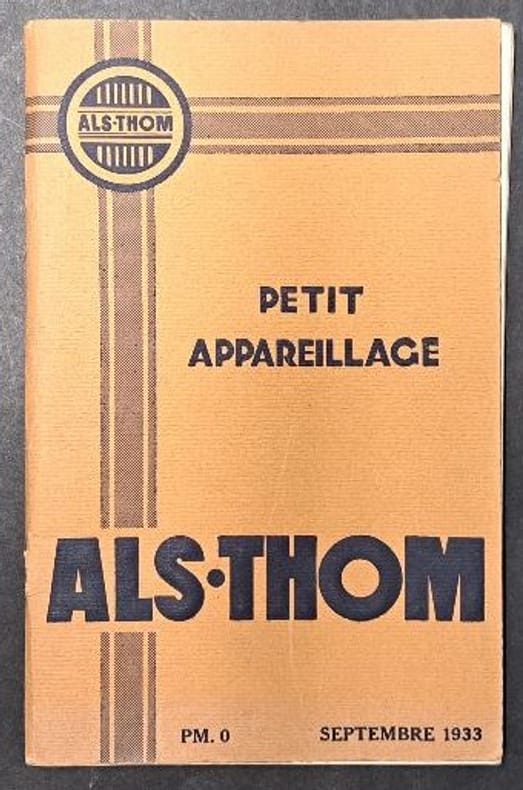 ALS·THOM
PETIT
APPAREILLAGE
ALS·THOM
PM. 0 SEPTEMBRE 1933